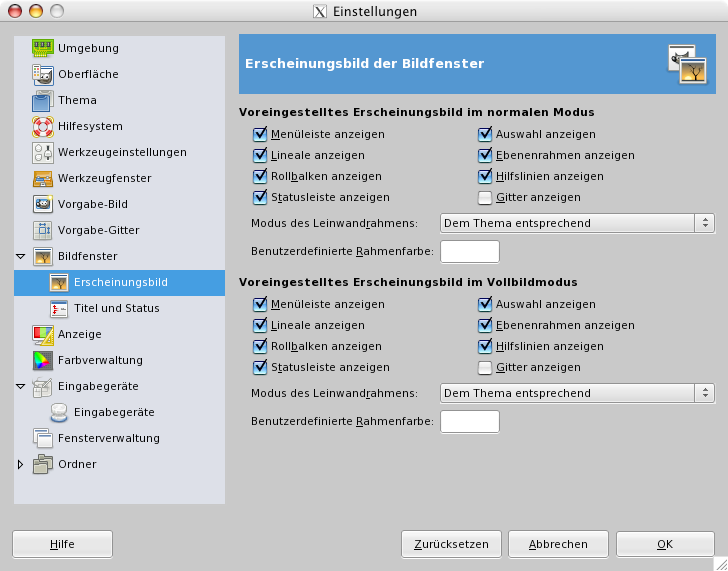 Einstellungen
Umgebung
Oberfläche
Thema
Hilfesystem
Werkzeugeinstellungen
Werkzeugfenster
Vorgabe-Bild
Vorgabe-Gitter
Bildfenster
Erscheinungsbild
Titel und Status
Anzeige
Farbverwaltung
Eingabegeräte
Eingabegeräte
Fensterverwaltung
Ordner
Erscheinungsbild der Bildfenster
Voreingestelltes Erscheinungsbild im normalen Modus
Menüleiste anzeigen
Auswahl anzeigen
Lineale anzeigen
Ebenenrahmen anzeigen
Rollbalken anzeigen
Hilfslinien anzeigen
Statusleiste anzeigen
Gitter anzeigen
Modus des Leinwandrahmens: Dem Thema entsprechend
Benutzerdefinierte Rahmenfarbe:
Voreingestelltes Erscheinungsbild im Vollbildmodus
Menüleiste anzeigen
Auswahl anzeigen
Lineale anzeigen
Ebenenrahmen anzeigen
Rollbalken anzeigen
Hilfslinien anzeigen
Statusleiste anzeigen
Gitter anzeigen
Modus des Leinwandrahmens: Dem Thema entsprechend
Benutzerdefinierte Rahmenfarbe:
Hilfe
Zurücksetzen
Abbrechen
OK